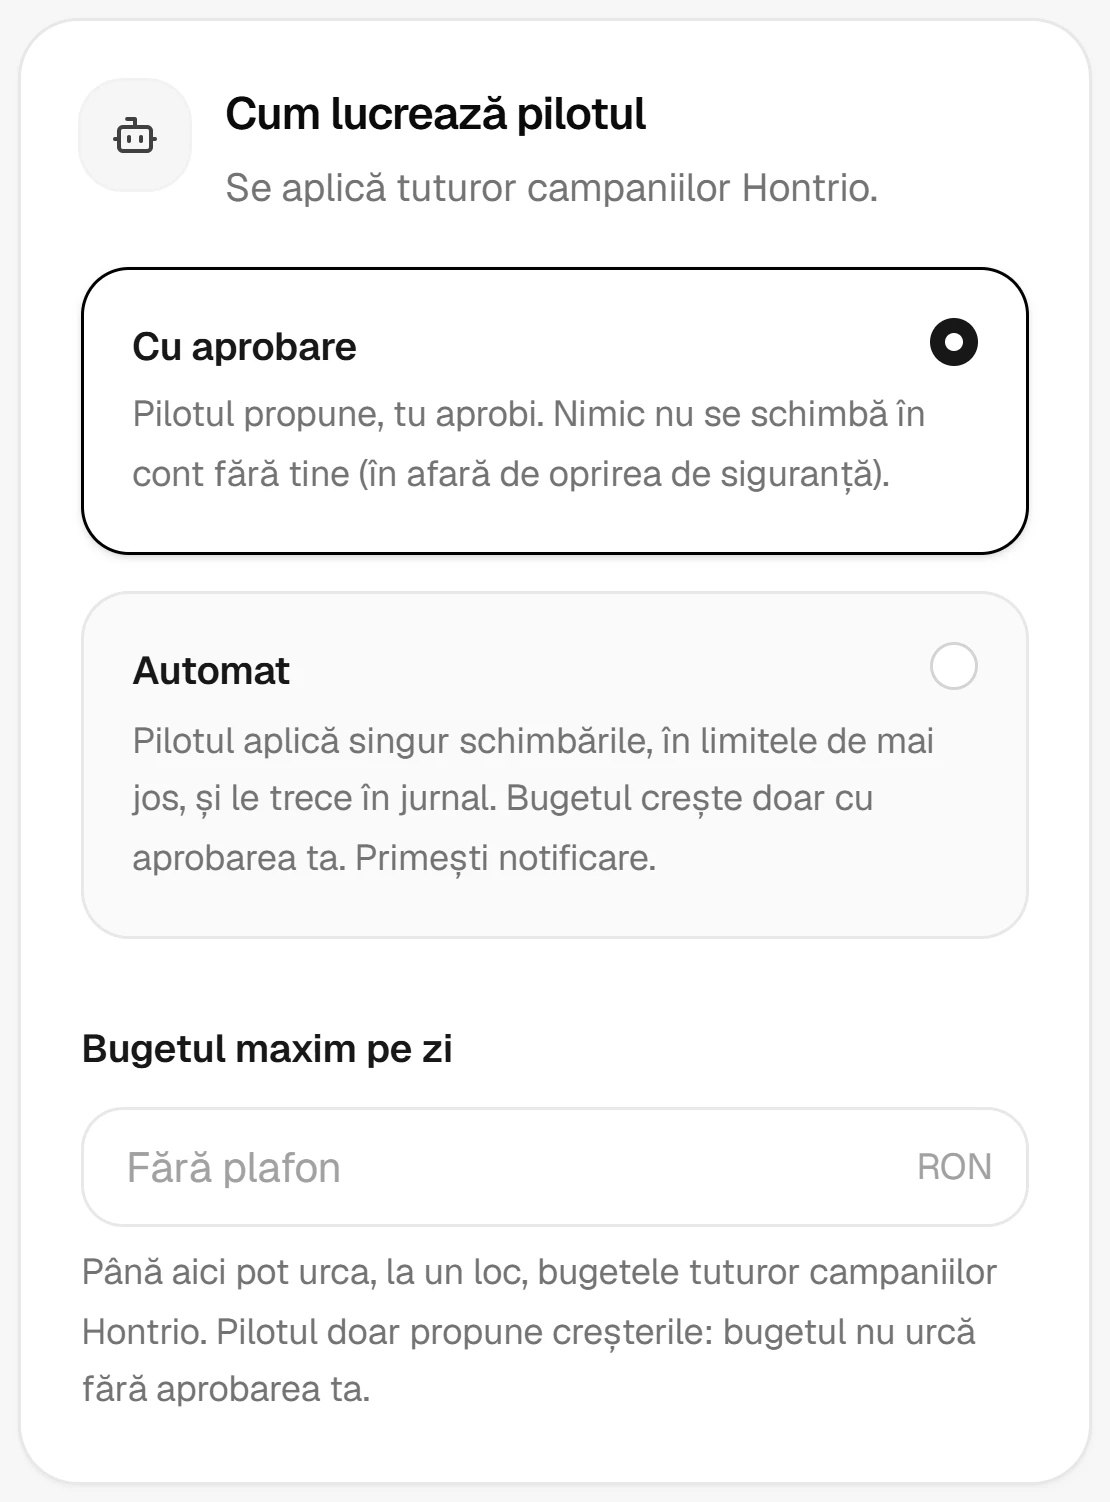 Cum lucrează pilotul
Se aplică tuturor campaniilor Hontrio.
Cu aprobare
Pilotul propune, tu aprobi. Nimic nu se schimbă în
cont fără tine (în afară de oprirea de siguranță).
Automat
Pilotul aplică singur schimbările, în limitele de mai
jos, și le trece în jurnal. Bugetul crește doar cu
aprobarea ta. Primești notificare.
Bugetul maxim pe zi
Fără plafon RON
Până aici pot urca, la un loc, bugetele tuturor campaniilor
Hontrio. Pilotul doar propune creșterile: bugetul nu urcă
fără aprobarea ta.